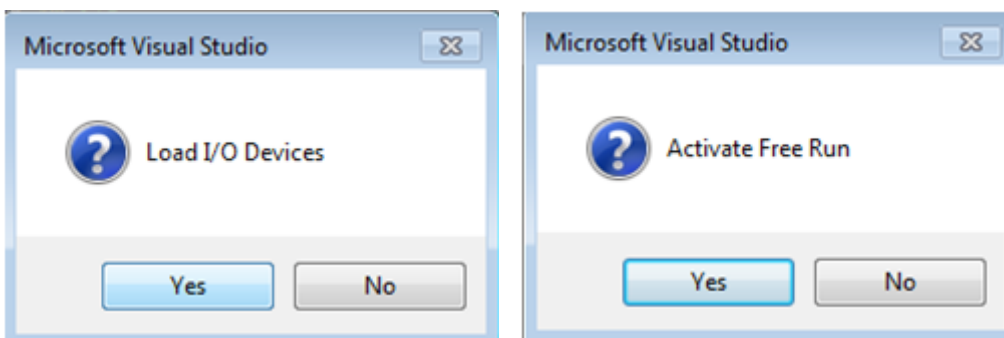 Microsoft Visual Studio
Load I/O Devices
Yes No
Microsoft Visual Studio
Activate Free Run
Yes No